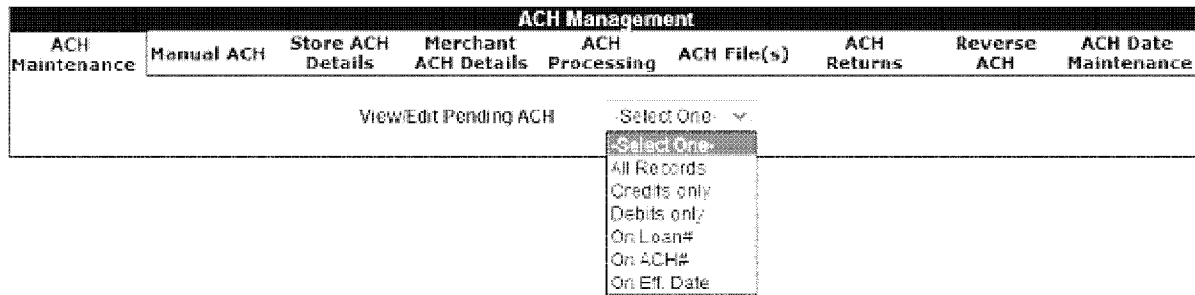 ACH Management
ACH Maintenance Manual ACH Store ACH Details Merchant ACH Details ACH Processing ACH File(s) ACH Returns Reverse ACH ACH Date Maintenance
View/Edit Pending ACH -Select One-
-Select One-
All Records
Credits only
Debits only
On Loan#
On ACH#
On Eff. Date